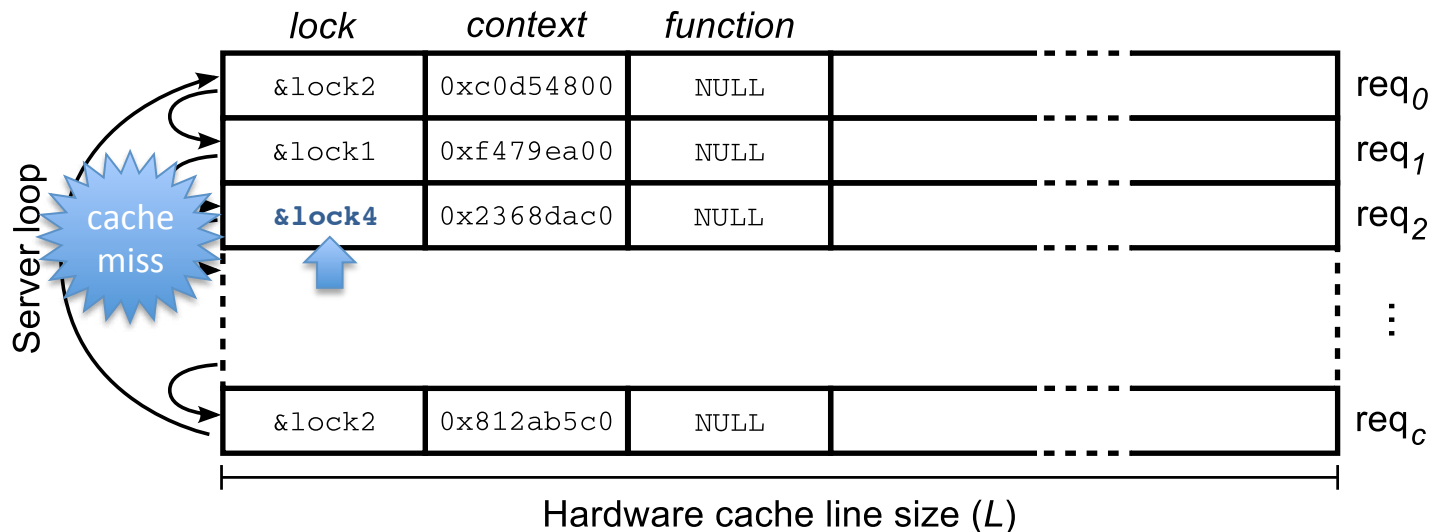 lock context function
&lock2 0xc0d54800 NULL req0
&lock1 0xf479ea00 NULL req1
&lock4 0x2368dac0 NULL req2
Server loop
cache
miss
...
&lock2 0x812ab5c0 NULL reqc
Hardware cache line size (L)